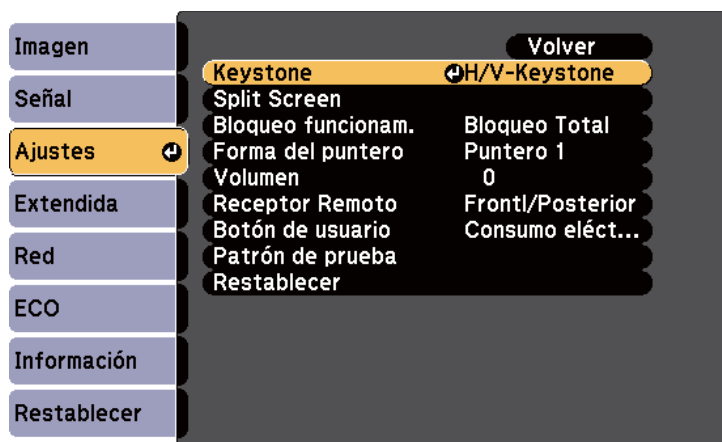 Imagen
Señal
Ajustes
Extendida
Red
ECO
Información
Restablecer
Volver
Keystone H/V-Keystone
Split Screen
Bloqueo funcionam. Bloqueo Total
Forma del puntero Puntero 1
Volumen 0
Receptor Remoto Frontl/Posterior
Botón de usuario Consumo eléct...
Patrón de prueba
Restablecer